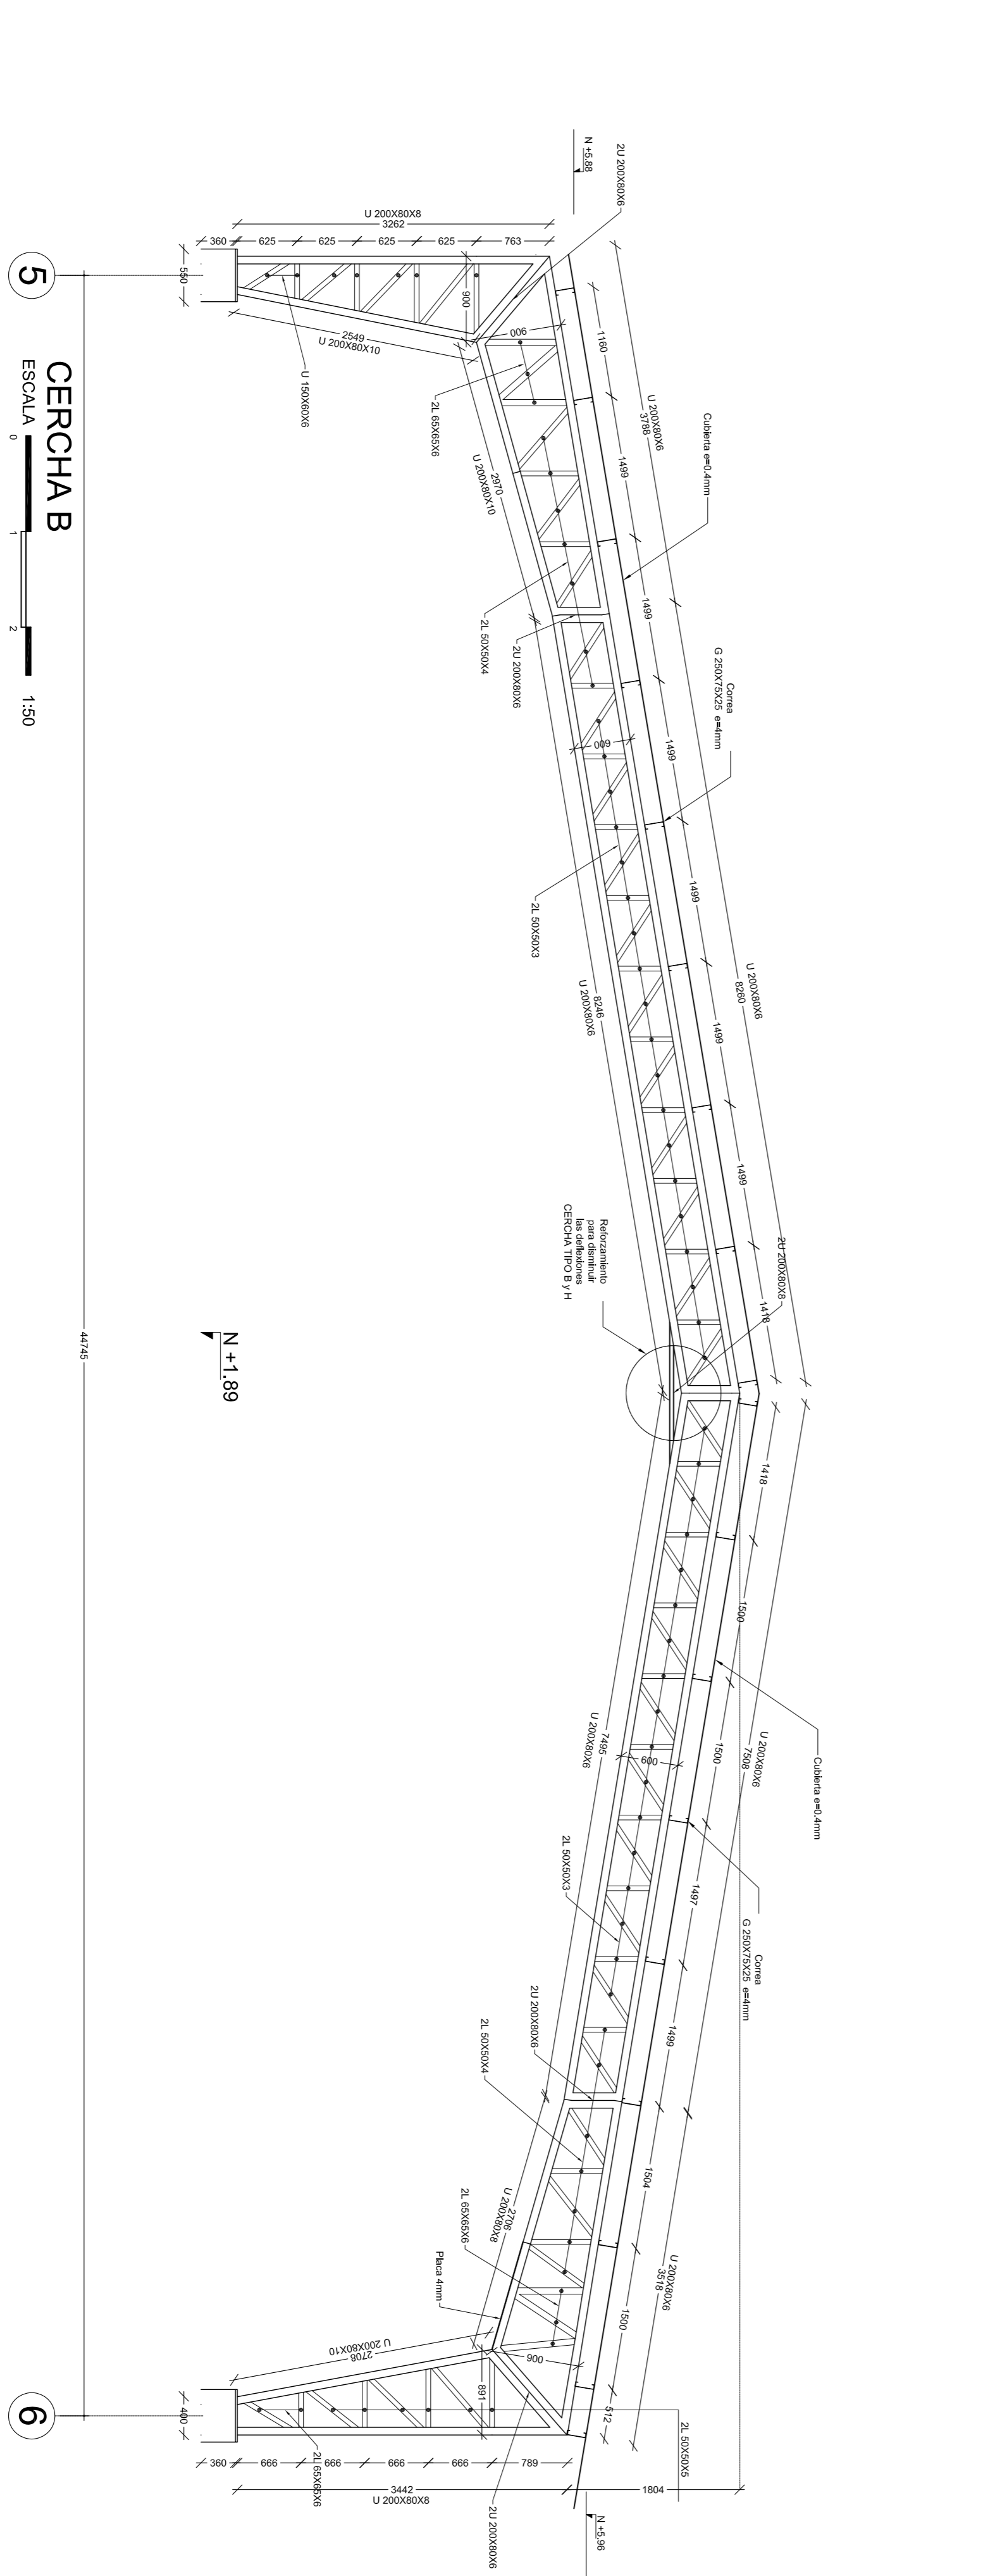 N +5.88
2U 200X80X6
U 200X80X8
3262
360
625
625
625
625
763
550
900
900
2549
U 200X80X10
U 150X60X6
2L 65X65X6
2970
U 200X80X10
1160
U 200X80X6
3788
1499
Cubierta e=0.4mm
1499
2L 50X50X4
2U 200X80X6
Correa
G 250X75X25 e=4mm
1499
600
1499
2L 50X50X3
U 200X80X6
8260
8246
U 200X80X6
1499
1499
Reforzamiento
para disminuir
las deflexiones
CERCHA TIPO B y H
2U 200X80X8
1418
1418
1500
U 200X80X6
7508
Cubierta e=0.4mm
7495
U 200X80X6
600
1500
1497
Correa
G 250X75X25 e=4mm
2L 50X50X3
1499
2U 200X80X6
2L 50X50X4
1504
2706
U 200X80X8
2L 65X65X6
Placa 4mm
U 200X80X6
3518
1500
512
2708
U 200X80X10
900
891
400
360
666
666
666
666
789
2L 65X65X6
3442
U 200X80X8
1804
2L 50X50X5
2U 200X80X6
N +5.96
N +1.89
44745
5
6
CERCHA B
ESCALA
0
1
2
1:50